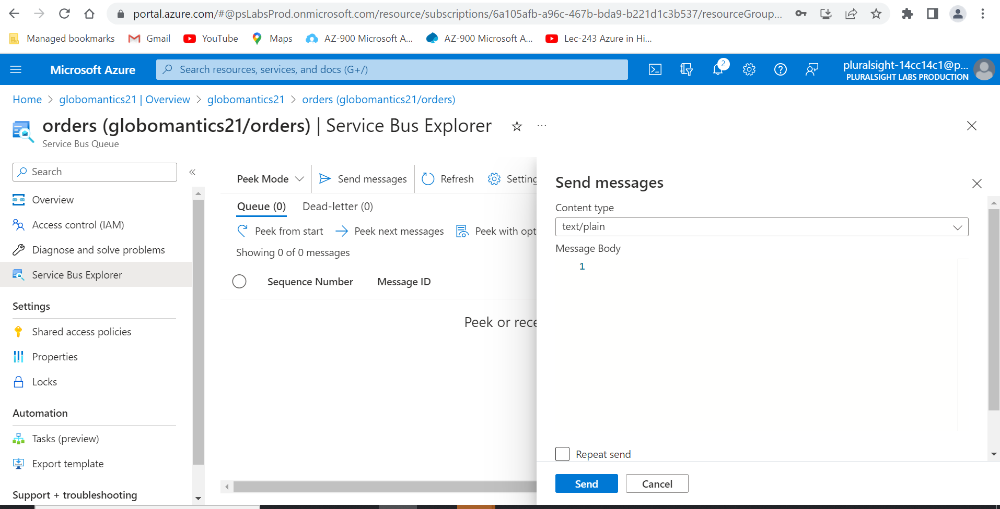 portal.azure.com/#@psLabsProd.onmicrosoft.com/resource/subscriptions/6a105afb-a96c-467b-bda9-b221d1c3b537/resourceGroup...
Managed bookmarks Gmail YouTube Maps AZ-900 Microsoft A... AZ-900 Microsoft A... Lec-243 Azure in Hi...
Microsoft Azure Search resources, services, and docs (G+/) 2 pluralsight-14cc14c1@p...
PLURALSIGHT LABS PRODUCTION
Home > globomantics21 | Overview > globomantics21 > orders (globomantics21/orders)
orders (globomantics21/orders) | Service Bus Explorer ...
Service Bus Queue
Search «
Overview
Access control (IAM)
Diagnose and solve problems
Service Bus Explorer
Settings
Shared access policies
Properties
Locks
Automation
Tasks (preview)
Export template
Support + troubleshooting
Peek Mode Send messages Refresh Setting
Queue (0) Dead-letter (0)
Peek from start Peek next messages Peek with opt
Showing 0 of 0 messages
Sequence Number Message ID
Peek or rece
Send messages
Content type
text/plain
Message Body
1
Repeat send
Send Cancel